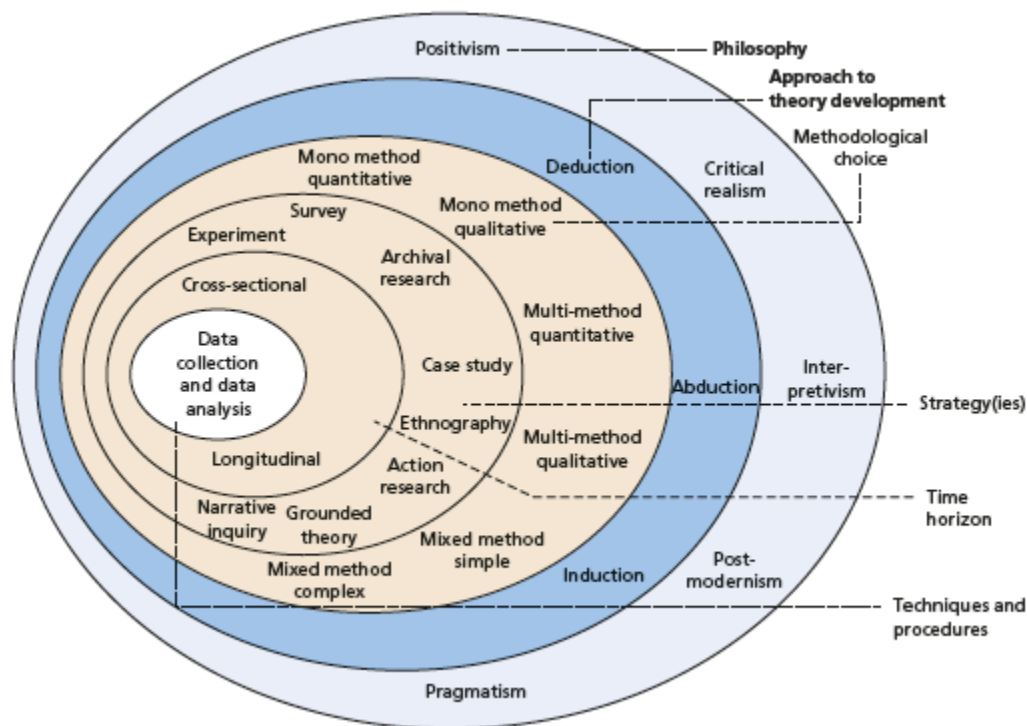 Positivism
Philosophy
Approach to
theory development
Methodological
choice
Mono method
quantitative
Deduction
Critical
realism
Survey
Mono method
qualitative
Experiment
Archival
research
Cross-sectional
Multi-method
quantitative
Data
collection
and data
analysis
Case study
Abduction
Inter-
pretivism
Strategy(ies)
Ethnography
Multi-method
qualitative
Longitudinal
Action
research
Time
horizon
Narrative
inquiry
Grounded
theory
Mixed method
simple
Mixed method
complex
Induction
Post-
modernism
Techniques and
procedures
Pragmatism